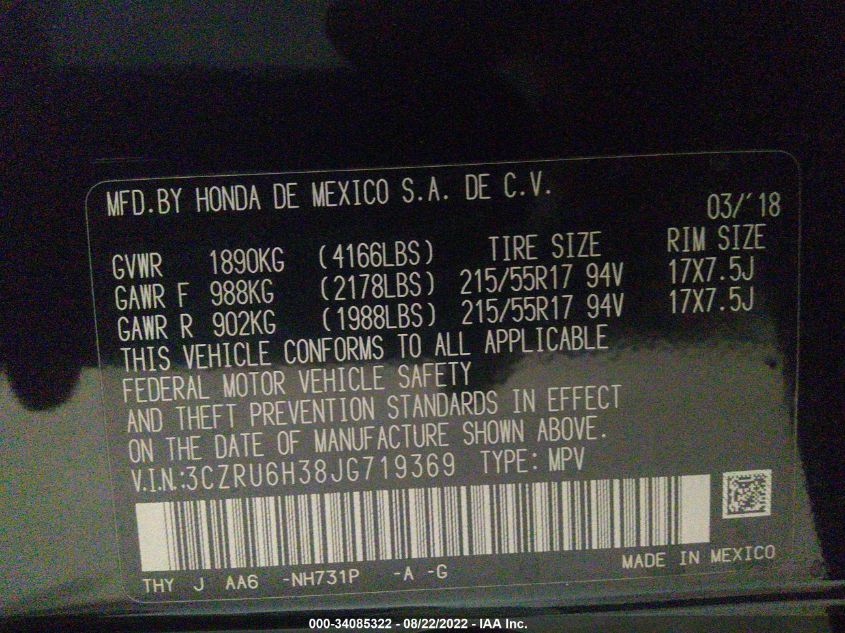 MFD.BY HONDA DE MEXICO S.A. DE C.V.
03/'18
GVWR 1890KG (4166LBS) TIRE SIZE RIM SIZE
GAWR F 988KG (2178LBS) 215/55R17 94V 17X7.5J
GAWR R 902KG (1988LBS) 215/55R17 94V 17X7.5J
THIS VEHICLE CONFORMS TO ALL APPLICABLE
FEDERAL MOTOR VEHICLE SAFETY
AND THEFT PREVENTION STANDARDS IN EFFECT
ON THE DATE OF MANUFACTURE SHOWN ABOVE.
V.I.N.:3CZRU6H38JG719369 TYPE: MPV
THY J AA6 -NH731P -A -G MADE IN MEXICO
000-34085322 - 08/22/2022 - IAA Inc.